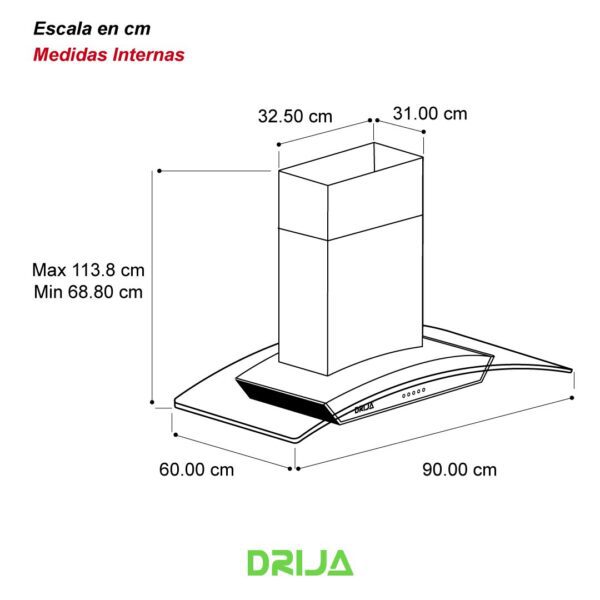 Escala en cm
Medidas Internas
32.50 cm
31.00 cm
Max 113.8 cm
Min 68.80 cm
DRIJA
60.00 cm
90.00 cm
DRIJA